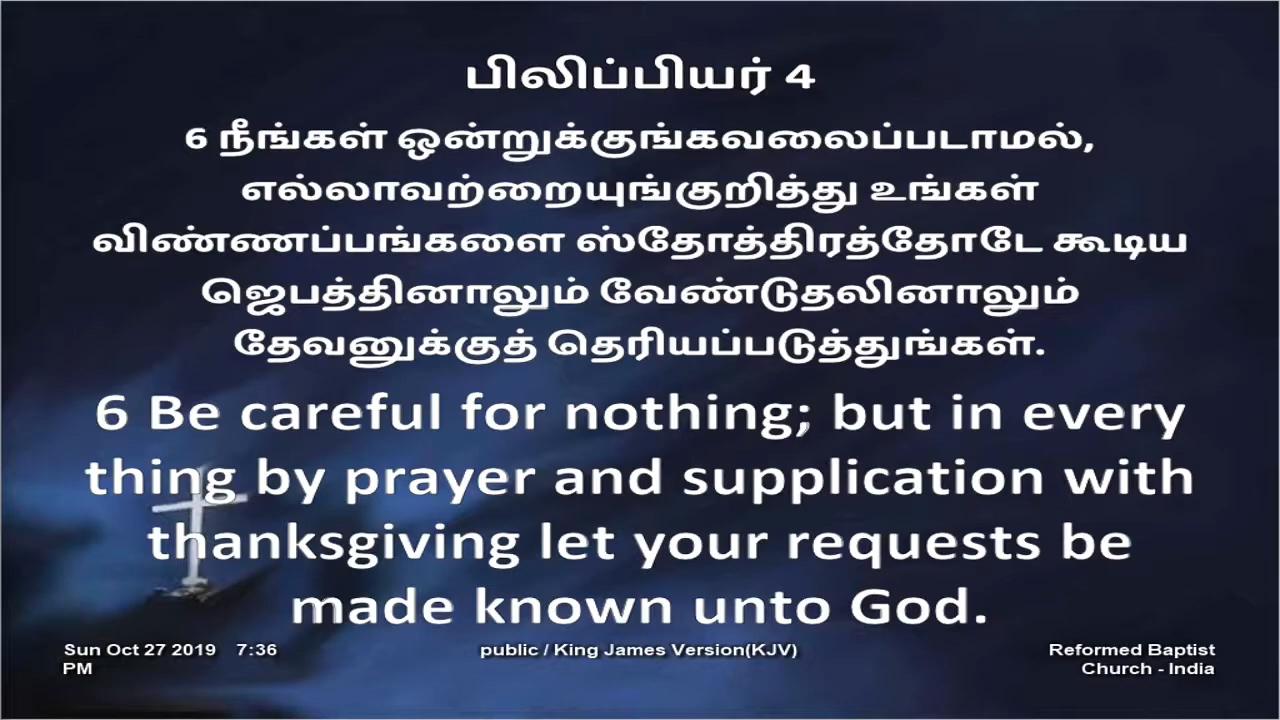 பிலிப்பியர் 4
6 நீங்கள் ஒன்றுக்குங்கவலைப்படாமல்,
எல்லாவற்றையுங்குறித்து உங்கள்
விண்ணப்பங்களை ஸ்தோத்திரத்தோடே கூடிய
ஜெபத்தினாலும் வேண்டுதலினாலும்
தேவனுக்குத் தெரியப்படுத்துங்கள்.
6 Be careful for nothing; but in every
thing by prayer and supplication with
thanksgiving let your requests be
made known unto God.
Sun Oct 27 2019 7:36
PM
public / King James Version(KJV)
Reformed Baptist
Church - India